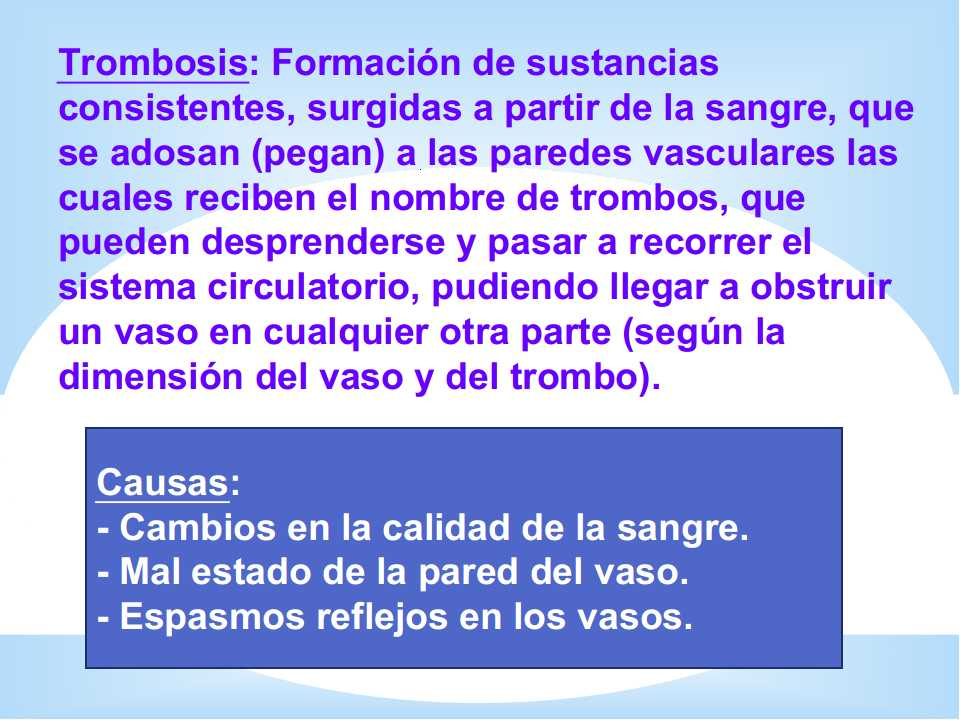 Trombosis: Formación de sustancias
consistentes, surgidas a partir de la sangre, que
se adosan (pegan) a las paredes vasculares las
cuales reciben el nombre de trombos, que
pueden desprenderse y pasar a recorrer el
sistema circulatorio, pudiendo llegar a obstruir
un vaso en cualquier otra parte (según la
dimensión del vaso y del trombo).
Causas:
- Cambios en la calidad de la sangre.
- Mal estado de la pared del vaso.
- Espasmos reflejos en los vasos.